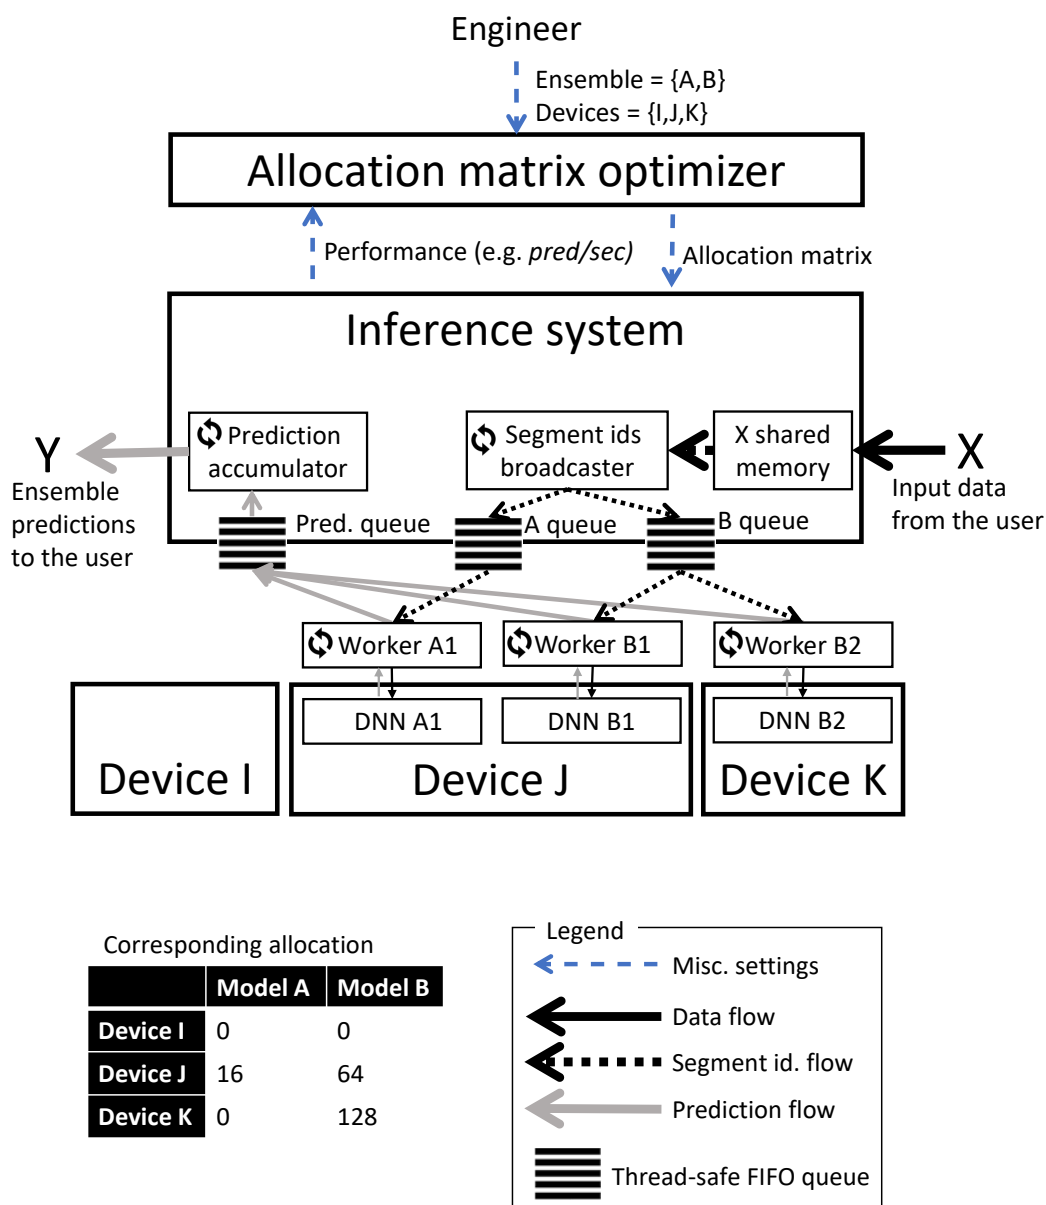 Engineer
Ensemble = {A,B}
Devices = {I,J,K}
Allocation matrix optimizer
Performance (e.g. pred/sec)
Allocation matrix
Inference system
Prediction
accumulator
Segment ids
broadcaster
X shared
memory
Y
Ensemble
predictions
to the user
X
Input data
from the user
Pred. queue
A queue
B queue
Worker A1
Worker B1
Worker B2
DNN A1
DNN B1
DNN B2
Device I
Device J
Device K
Corresponding allocation
Model A Model B
Device I 0 0
Device J 16 64
Device K 0 128
Legend
Misc. settings
Data flow
Segment id. flow
Prediction flow
Thread-safe FIFO queue